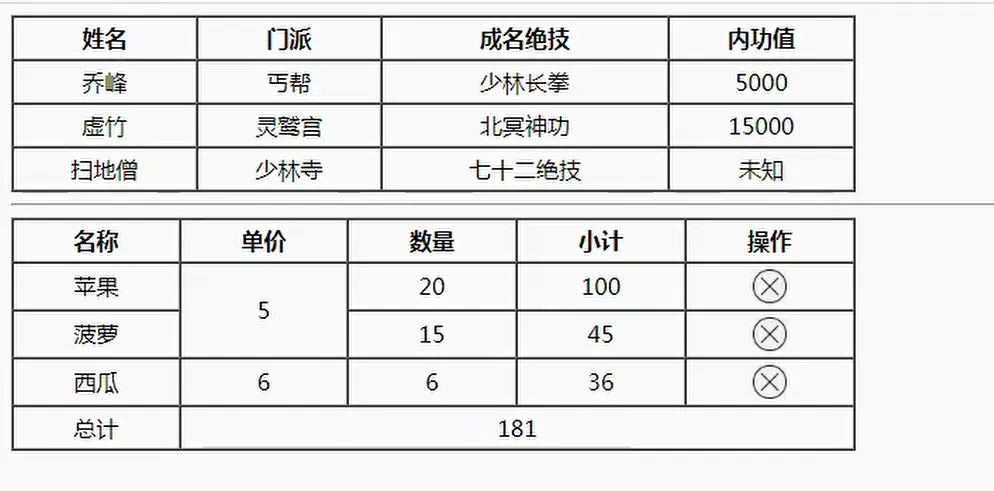 姓名 门派 成名绝技 内功值
乔峰 丐帮 少林长拳 5000
虚竹 灵鹫宫 北冥神功 15000
扫地僧 少林寺 七十二绝技 未知
名称 单价 数量 小计 操作
苹果 5 20 100
菠萝 15 45
西瓜 6 6 36
总计 181